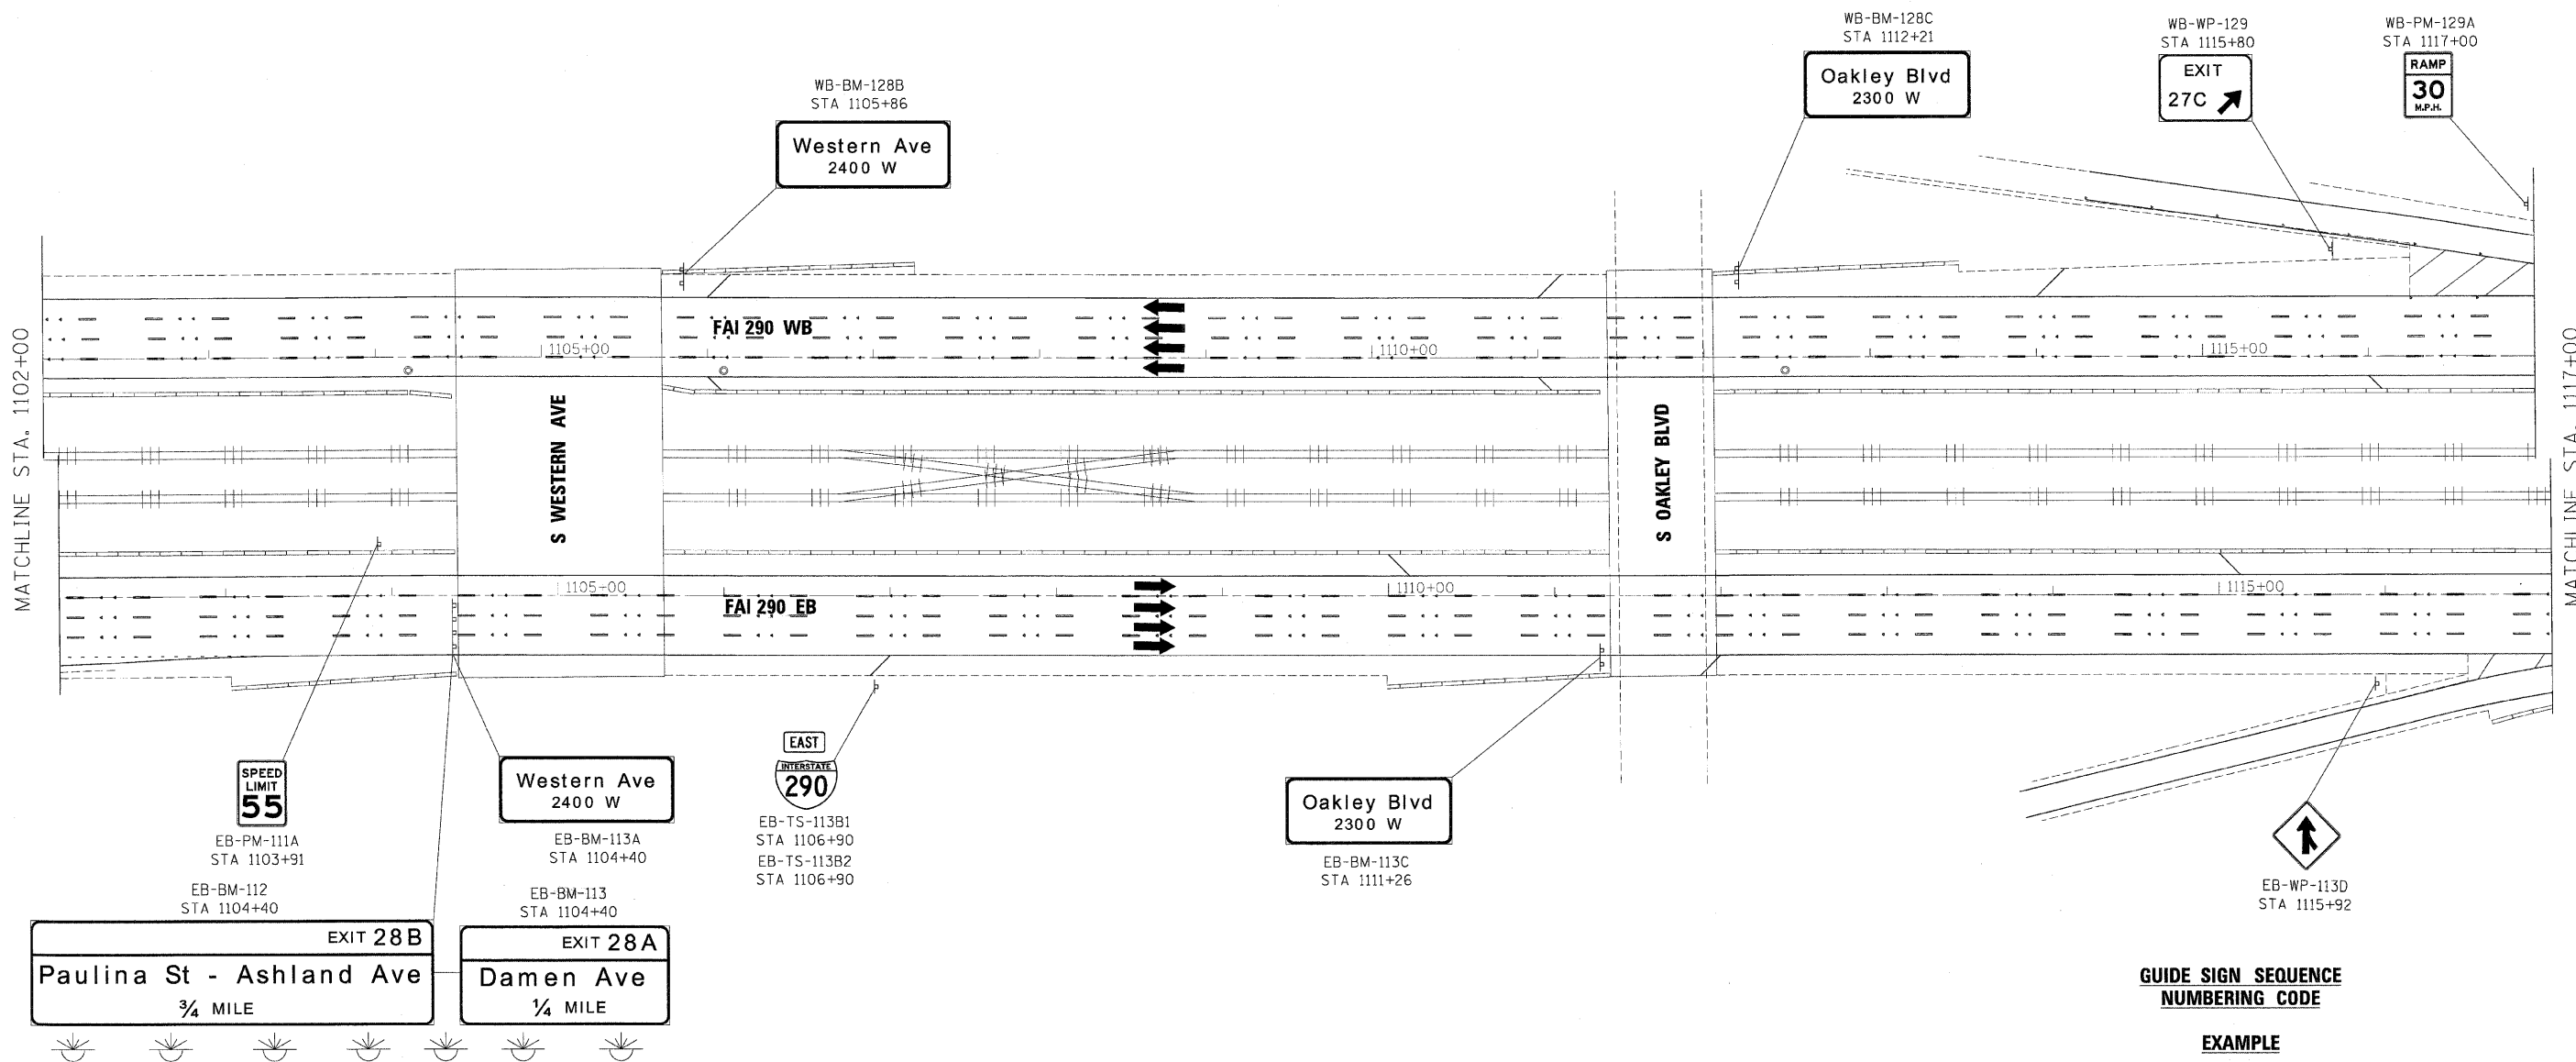 WB-BM-128C
STA 1112+21
Oakley Blvd
2300 W
WB-WP-129
STA 1115+80
EXIT
27C
WB-PM-129A
STA 1117+00
RAMP
30
M.P.H.
WB-BM-128B
STA 1105+86
Western Ave
2400 W
MATCHLINE STA. 1102+00
FAI 290 WB
1105+00
1110+00
1115+00
MATCHLINE STA. 1117+00
S WESTERN AVE
S OAKLEY BLVD
1105+00
1110+00
1115+00
FAI 290 EB
SPEED
LIMIT
55
EB-PM-111A
STA 1103+91
Western Ave
2400 W
EB-BM-113A
STA 1104+40
EAST
INTERSTATE
290
EB-TS-113B1
STA 1106+90
EB-TS-113B2
STA 1106+90
Oakley Blvd
2300 W
EB-BM-113C
STA 1111+26
EB-WP-113D
STA 1115+92
EB-BM-112
STA 1104+40
EXIT 28B
Paulina St - Ashland Ave
3/4 MILE
EB-BM-113
STA 1104+40
EXIT 28A
Damen Ave
1/4 MILE
GUIDE SIGN SEQUENCE
NUMBERING CODE
EXAMPLE